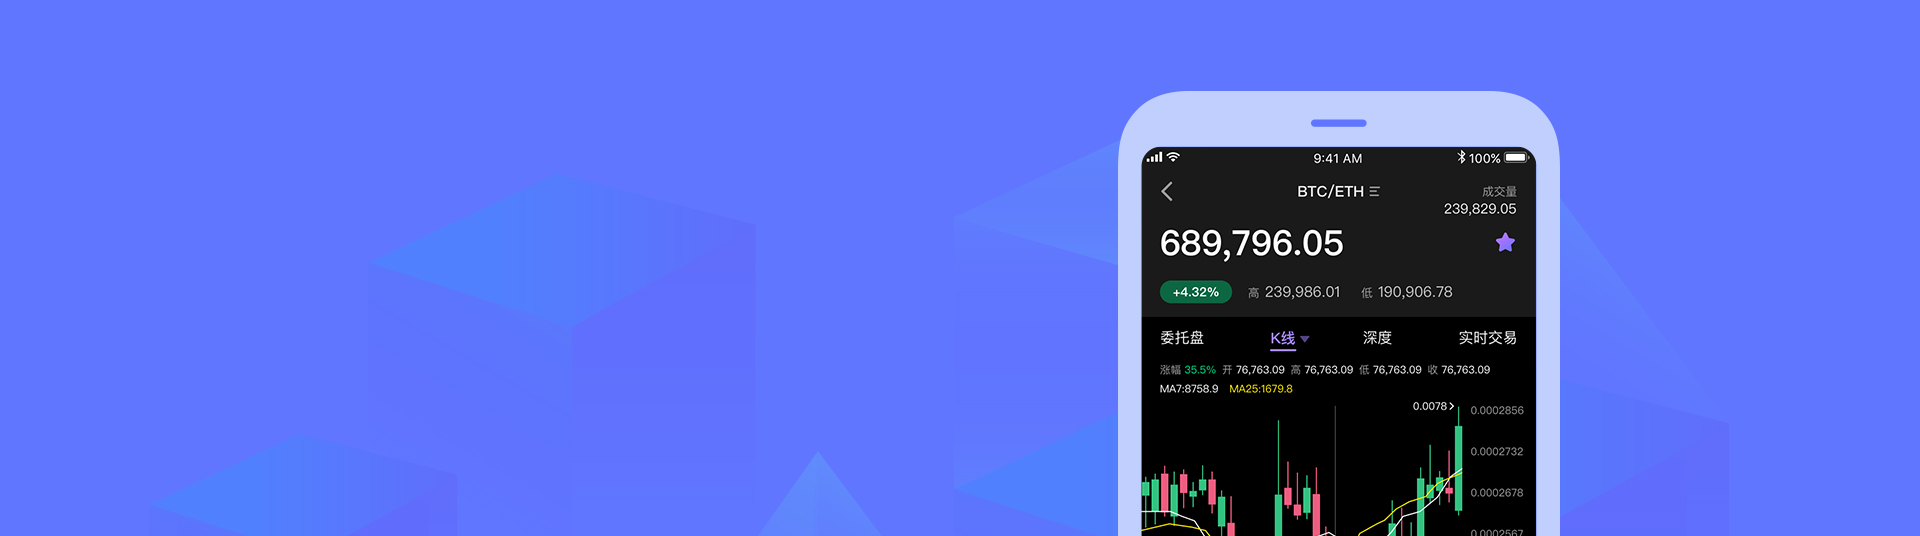 9:41 AM 100%
BTC/ETH
成交量
239,829.05
689,796.05
+4.32% 高 239,986.01 低 190,906.78
委托盘 K线 深度 实时交易
涨幅 35.5% 开 76,763.09 高 76,763.09 低 76,763.09 收 76,763.09
MA7:8758.9 MA25:1679.8
0.0078
0.0002856
0.0002732
0.0002678
0.0002567